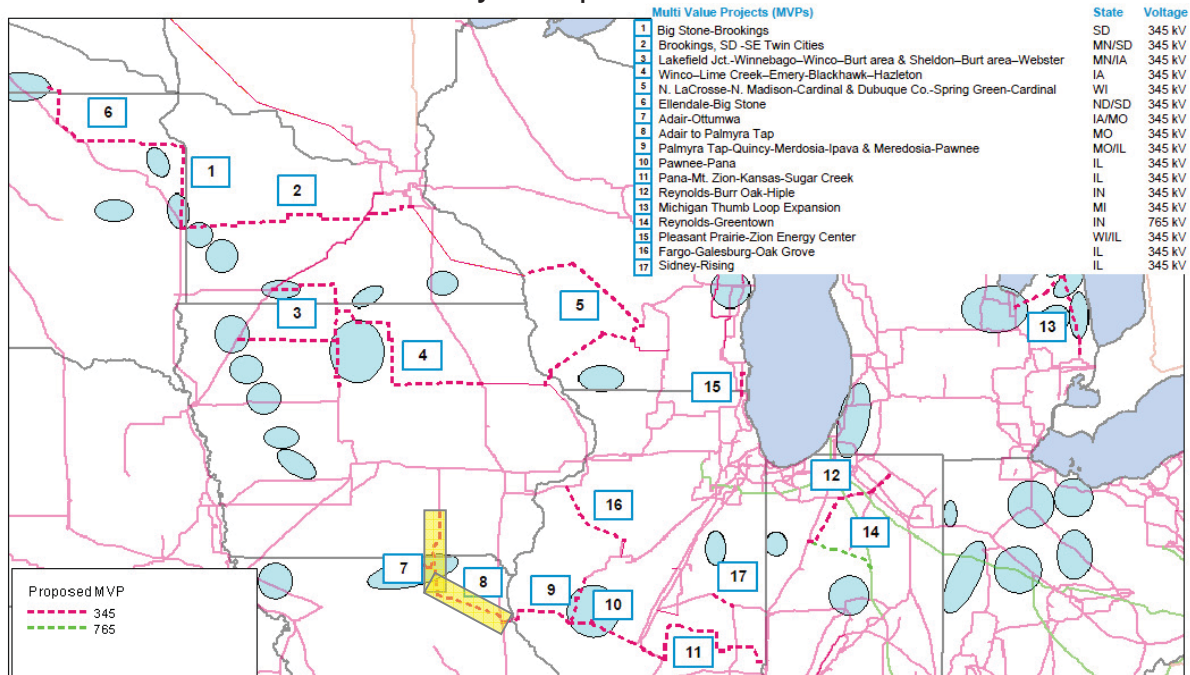 Multi Value Projects (MVPs) State Voltage
1 Big Stone-Brookings SD 345 kV
2 Brookings, SD -SE Twin Cities MN/SD 345 kV
3 Lakefield Jct.-Winnebago–Winco–Burt area & Sheldon–Burt area–Webster MN/IA 345 kV
4 Winco–Lime Creek–Emery-Blackhawk–Hazleton IA 345 kV
5 N. LaCrosse-N. Madison-Cardinal & Dubuque Co.-Spring Green-Cardinal WI 345 kV
6 Ellendale-Big Stone ND/SD 345 kV
7 Adair-Ottumwa IA/MO 345 kV
8 Adair to Palmyra Tap MO 345 kV
9 Palmyra Tap-Quincy-Merdosia-Ipava & Meredosia-Pawnee MO/IL 345 kV
10 Pawnee-Pana IL 345 kV
11 Pana-Mt. Zion-Kansas-Sugar Creek IL 345 kV
12 Reynolds-Burr Oak-Hiple IN 345 kV
13 Michigan Thumb Loop Expansion MI 345 kV
14 Reynolds-Greentown IN 765 kV
15 Pleasant Prairie-Zion Energy Center WI/IL 345 kV
16 Fargo-Galesburg-Oak Grove IL 345 kV
17 Sidney-Rising IL 345 kV
6
1
2
3
5
13
4
15
12
16
14
7
8
9
10
17
11
Proposed MVP
345
765